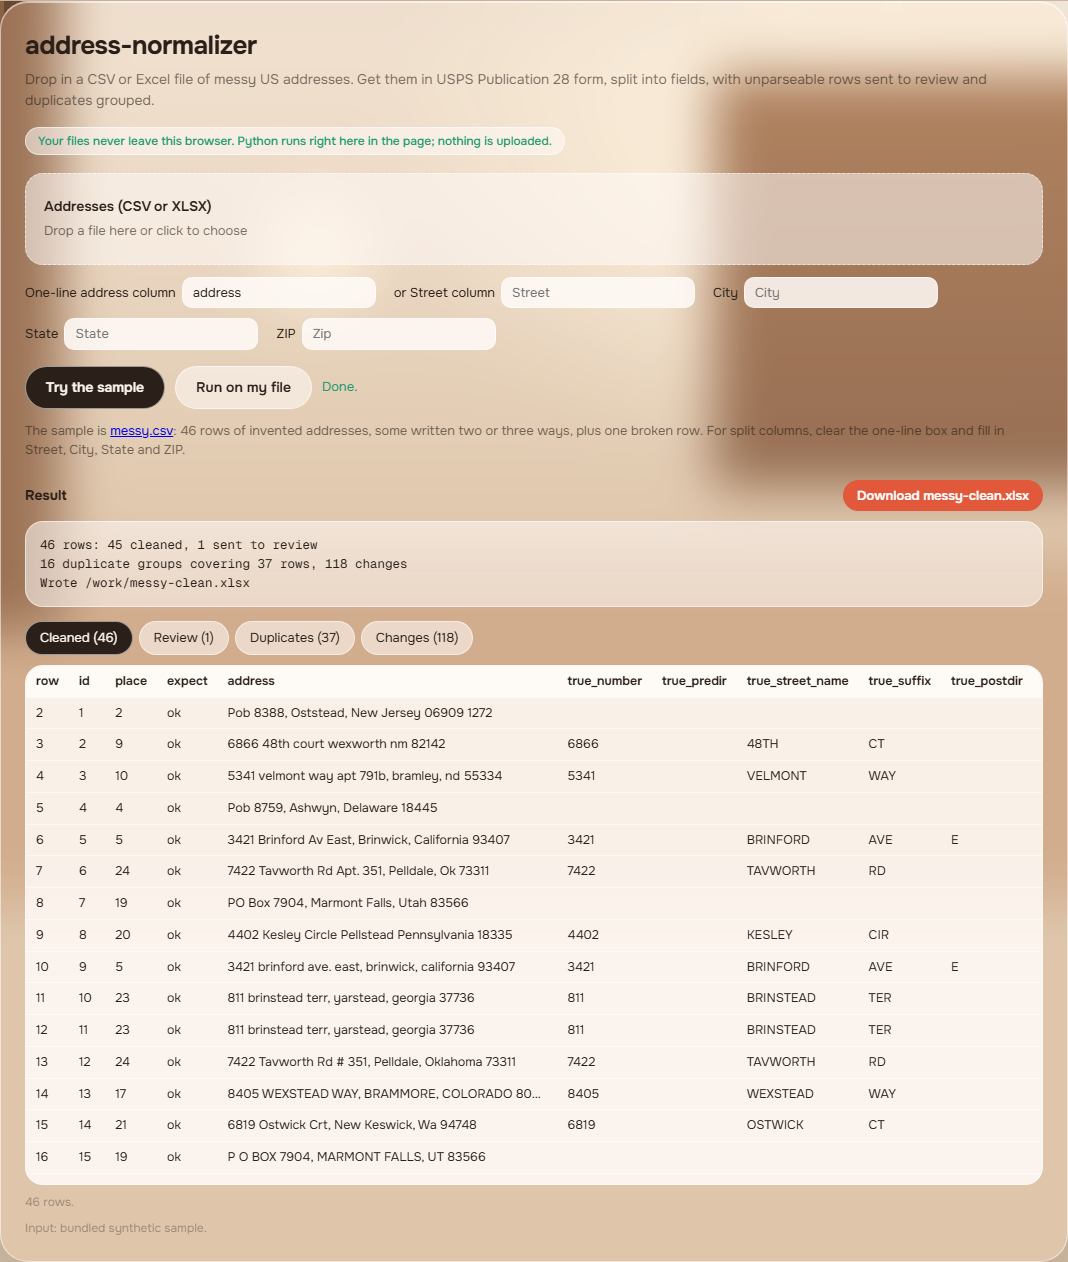 address-normalizer
Drop in a CSV or Excel file of messy US addresses. Get them in USPS Publication 28 form, split into fields, with unparseable rows sent to review and
duplicates grouped.
Your files never leave this browser. Python runs right here in the page; nothing is uploaded.
Addresses (CSV or XLSX)
Drop a file here or click to choose
One-line address column address or Street column Street City City
State State ZIP Zip
Try the sample Run on my file Done.
The sample is messy.csv: 46 rows of invented addresses, some written two or three ways, plus one broken row. For split columns, clear the one-line box and fill in
Street, City, State and ZIP.
Result Download messy-clean.xlsx
46 rows: 45 cleaned, 1 sent to review
16 duplicate groups covering 37 rows, 118 changes
Wrote /work/messy-clean.xlsx
Cleaned (46) Review (1) Duplicates (37) Changes (118)
row id place expect address true_number true_predir true_street_name true_suffix true_postdir
2 1 2 ok Pob 8388, Oststead, New Jersey 06909 1272
3 2 9 ok 6866 48th court wexworth nm 82142 6866 48TH CT
4 3 10 ok 5341 velmont way apt 791b, bramley, nd 55334 5341 VELMONT WAY
5 4 4 ok Pob 8759, Ashwyn, Delaware 18445
6 5 5 ok 3421 Brinford Av East, Brinwick, California 93407 3421 BRINFORD AVE E
7 6 24 ok 7422 Tavworth Rd Apt. 351, Pelldale, Ok 73311 7422 TAVWORTH RD
8 7 19 ok PO Box 7904, Marmont Falls, Utah 83566
9 8 20 ok 4402 Kesley Circle Pellstead Pennsylvania 18335 4402 KESLEY CIR
10 9 5 ok 3421 brinford ave. east, brinwick, california 93407 3421 BRINFORD AVE E
11 10 23 ok 811 brinstead terr, yarstead, georgia 37736 811 BRINSTEAD TER
12 11 23 ok 811 brinstead terr, yarstead, georgia 37736 811 BRINSTEAD TER
13 12 24 ok 7422 Tavworth Rd # 351, Pelldale, Oklahoma 73311 7422 TAVWORTH RD
14 13 17 ok 8405 WEXSTEAD WAY, BRAMMORE, COLORADO 80... 8405 WEXSTEAD WAY
15 14 21 ok 6819 Ostwick Crt, New Keswick, Wa 94748 6819 OSTWICK CT
16 15 19 ok P O BOX 7904, MARMONT FALLS, UT 83566
46 rows.
Input: bundled synthetic sample.